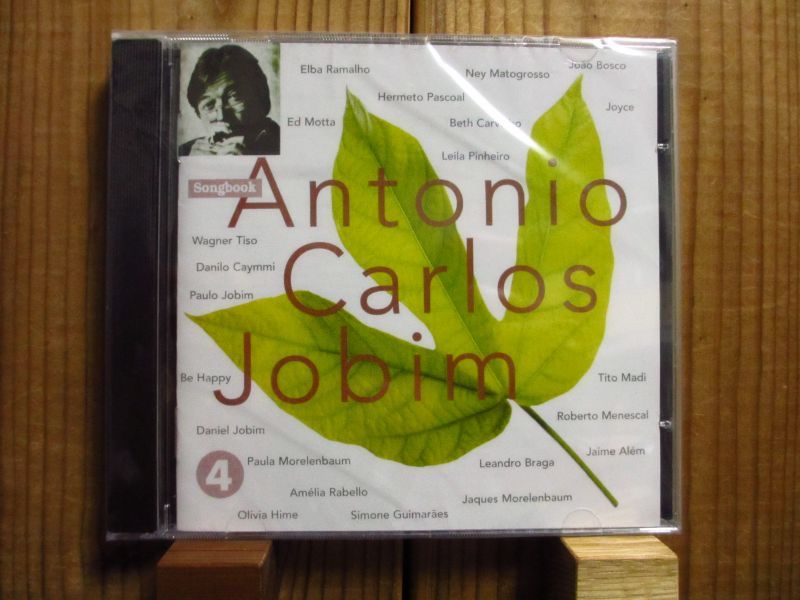 Elba Ramalho
Ney Matogrosso
João Bosco
Hermeto Pascoal
Joyce
Ed Motta
Beth Carvalho
Leila Pinheiro
Songbook
Antonio
Wagner Tiso
Carlos
Danilo Caymmi
Paulo Jobim
Jobim
Be Happy
Tito Madi
Roberto Menescal
Daniel Jobim
Jaime Além
4
Paula Morelenbaum
Leandro Braga
Amélia Rabello
Jaques Morelenbaum
Olivia Hime
Simone Guimarães